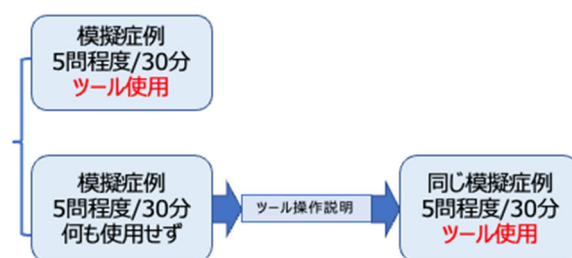 模擬症例
5問程度/30分
ツール使用
模擬症例
5問程度/30分
何も使用せず
ツール操作説明
同じ模擬症例
5問程度/30分
ツール使用